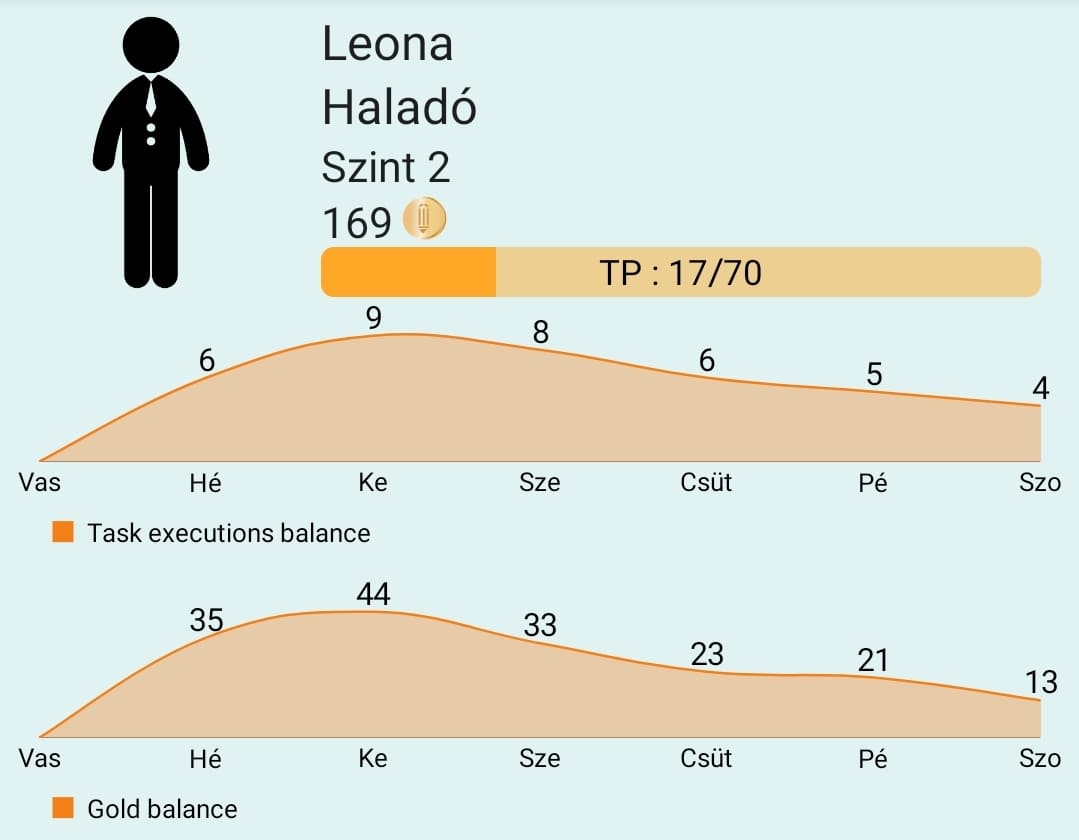 Leona
Haladó
Szint 2
169
TP : 17/70
6 9 8 6 5 4
Vas Hé Ke Sze Csüt Pé Szo
Task executions balance
35 44 33 23 21 13
Vas Hé Ke Sze Csüt Pé Szo
Gold balance